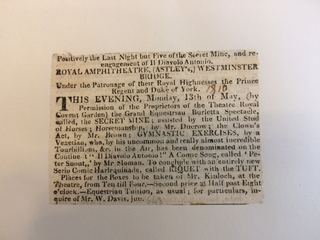 Positively the Last Night but Five of the Secret Mine, and re-
engagement of Il Diavolo Antonio.
ROYAL AMPHITHEATRE, (ASTLEY's,) WESTMINSTER
BRIDGE.
Under the Patronage of their Royal Highnesses the Prince
Regent and Duke of York. 1816
THIS EVENING, Monday, 13th of May, (by
Permission of the Proprietors of the Theatre Royal
Covent Garden) the Grand Equestrian Burletta Spectacle,
called, the SECRET MINE; assisted by the United Stud
of Horses; Horsemanship, by Mr. Ducrow; the Clown's
Act, by Mr. Brown; GYMNASTIC EXERCISES, by a
Venetian, who, by his uncommon and really almost incredible
Tourbillions, &c. in the Air, has been denominated on the
Continent "Il Diavolo Antonio!" A Comic Song, called
by Mr. Sloman. To conclude with an entirely new
Serio Comic Harlequinade, called RIQUET with the TUFT.
Places for the Boxes to be taken of Mr. Kinloch, at the
Theatre, from Ten till Four.—Second price at Half past Eight
o'clock.—Equestrian Tuition, as usual; for particulars, in-
quire of Mr. W. Davis, jun.